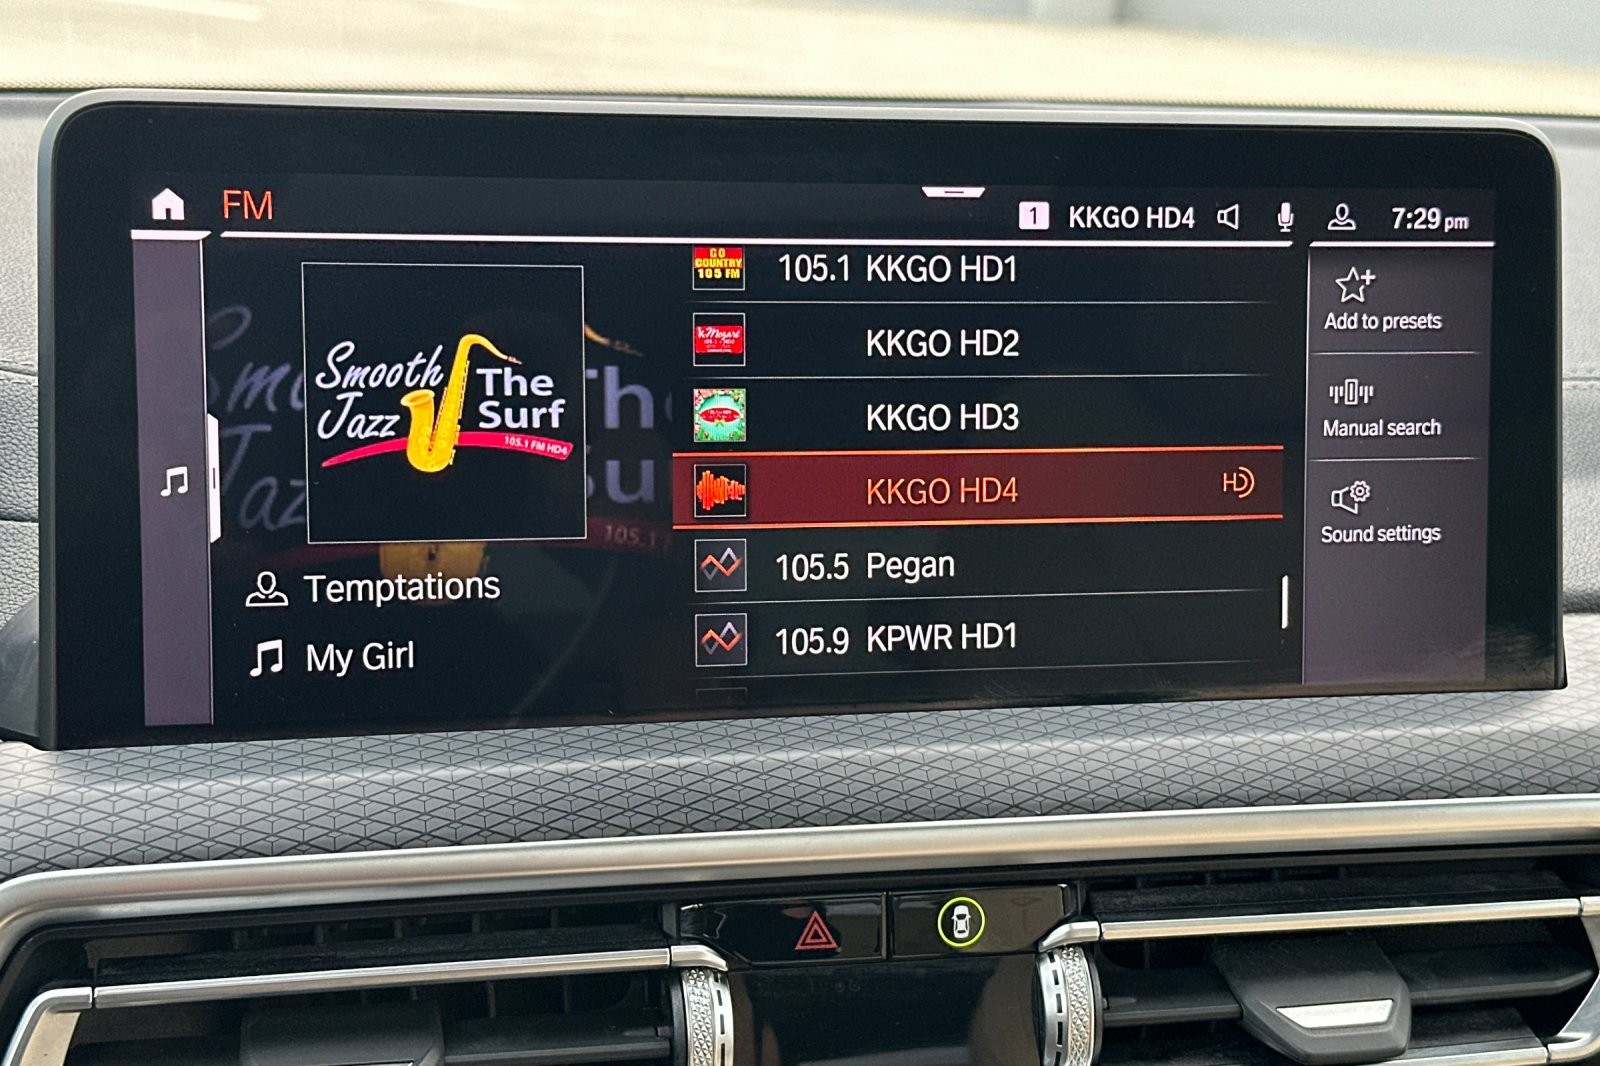 FM
1 KKGO HD4 7:29 pm
Smooth
Jazz
The
Surf
105.1 FM HD4
Temptations
My Girl
GO
COUNTRY
105 FM
105.1 KKGO HD1
KMozart
KKGO HD2
KKGO HD3
KKGO HD4 HD
105.5 Pegan
105.9 KPWR HD1
Add to presets
Manual search
Sound settings